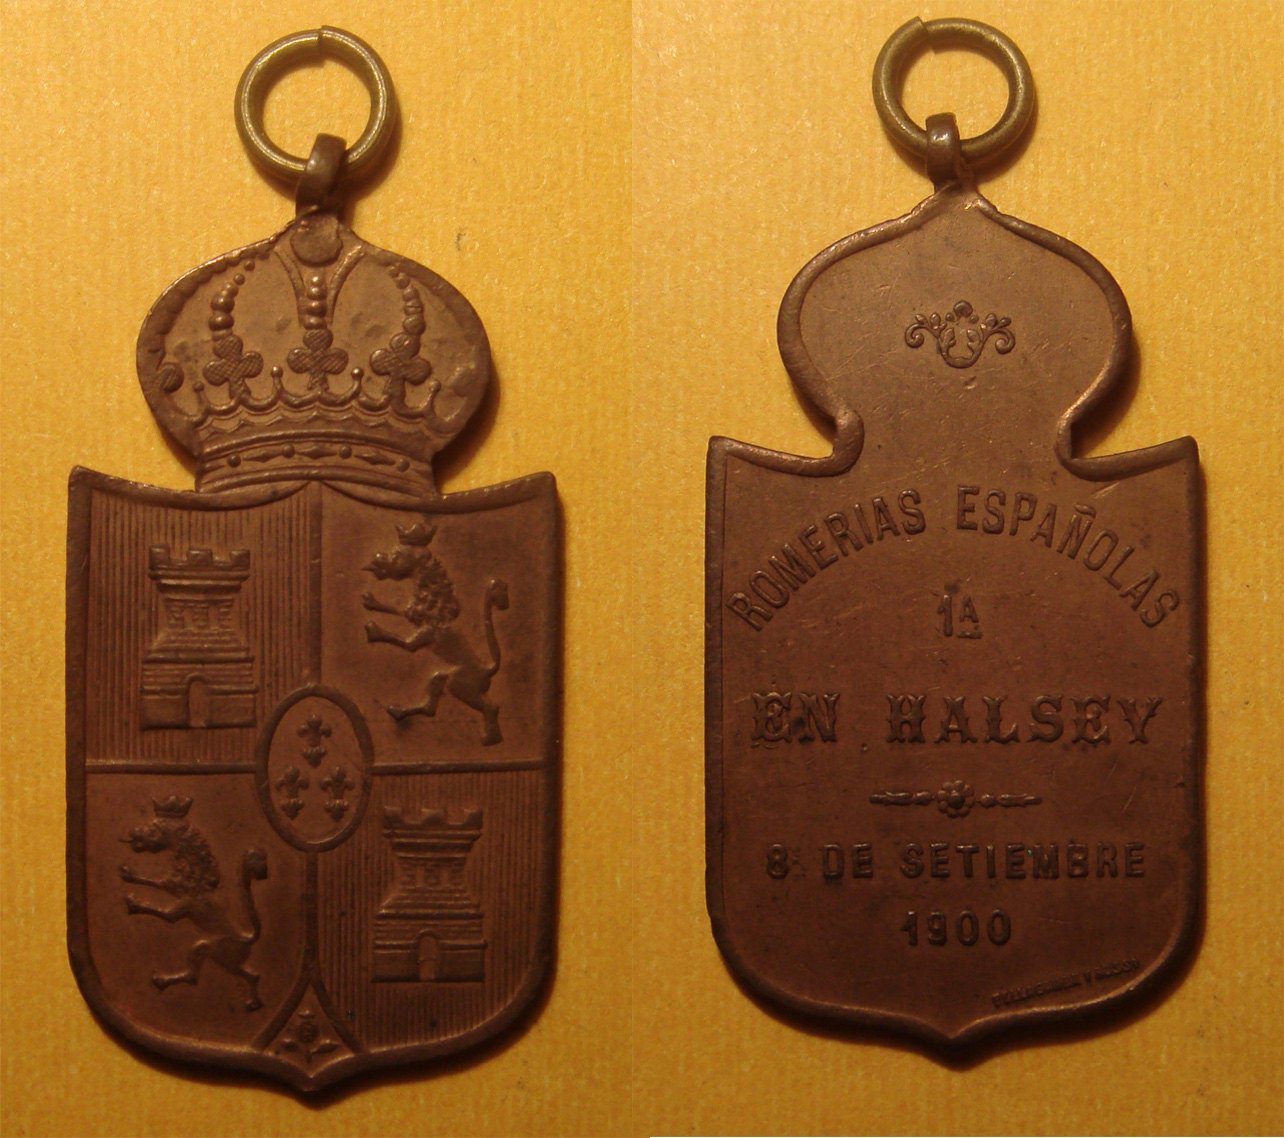 ROMERIAS ESPAÑOLAS
1A
EN HALSEY
8 DE SETIEMBRE
1900